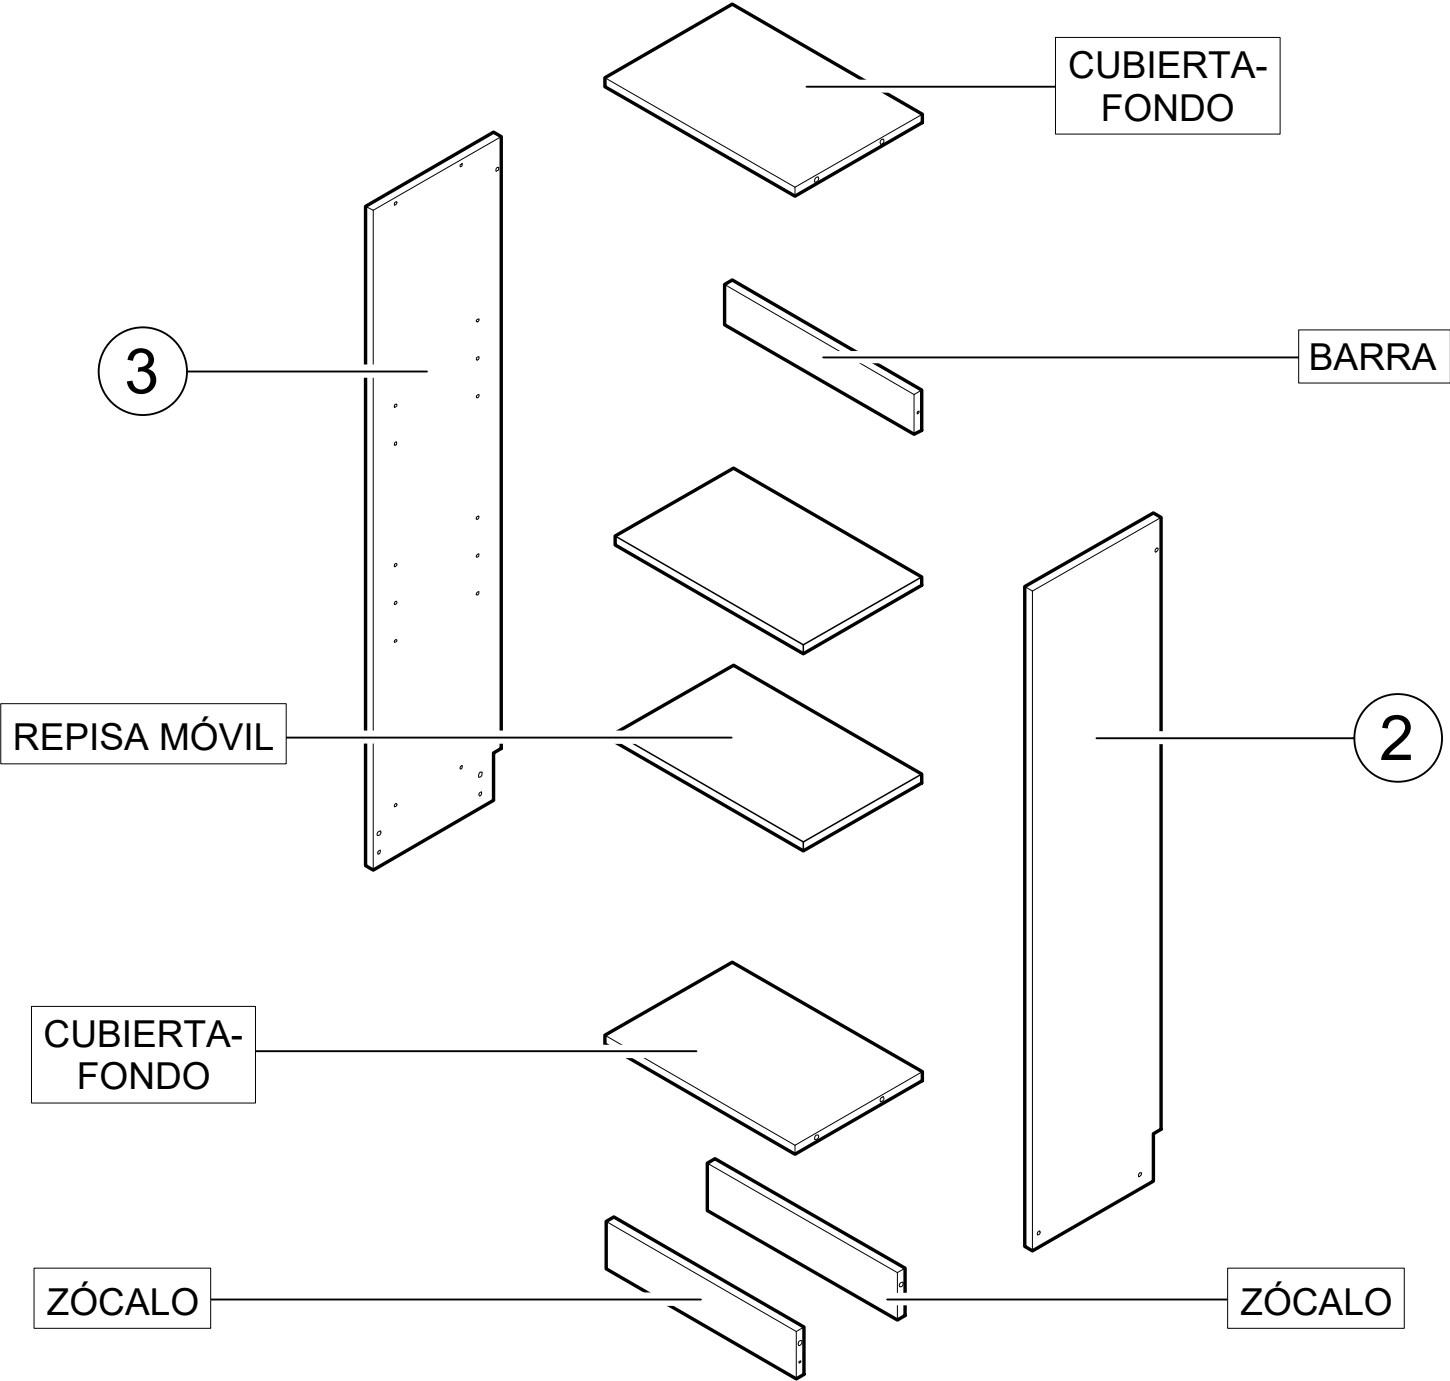 CUBIERTA-
FONDO
3
BARRA
REPISA MÓVIL
2
CUBIERTA-
FONDO
ZÓCALO
ZÓCALO